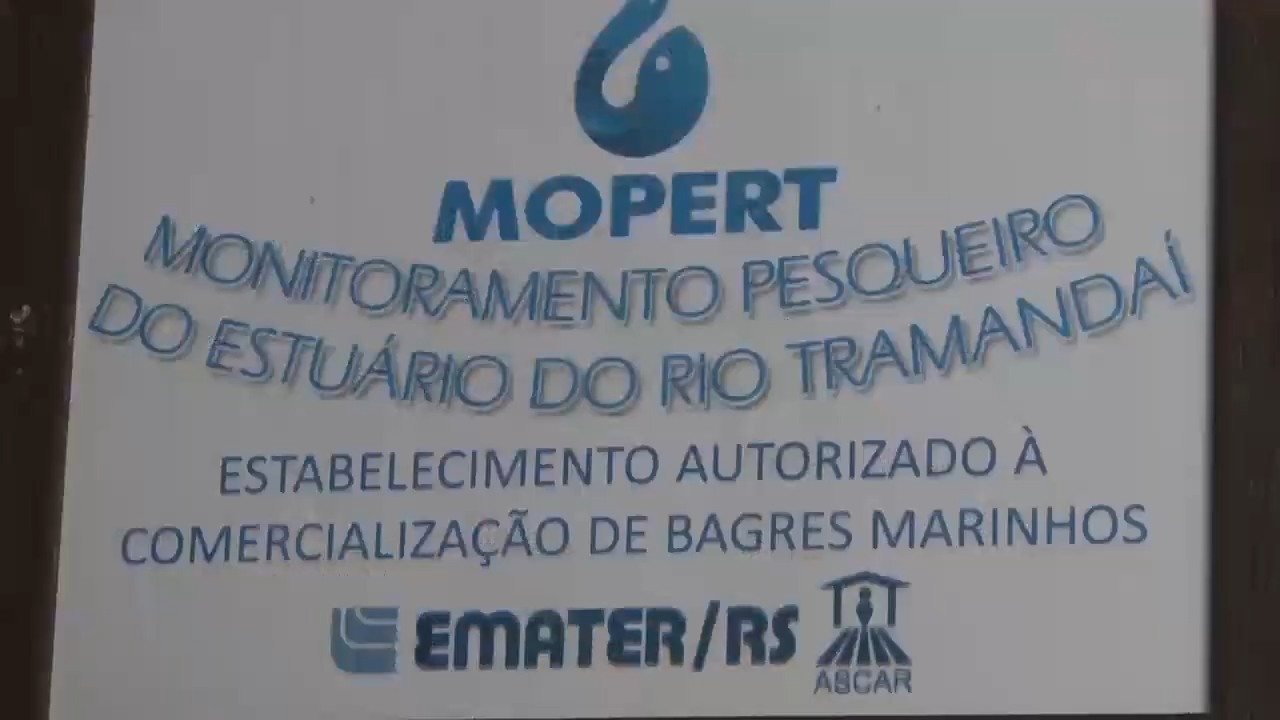 MOPERT
MONITORAMENTO PESQUEIRO
DO ESTUÁRIO DO RIO TRAMANDAÍ
ESTABELECIMENTO AUTORIZADO À
COMERCIALIZAÇÃO DE BAGRES MARINHOS
EMATER/RS
ASCAR